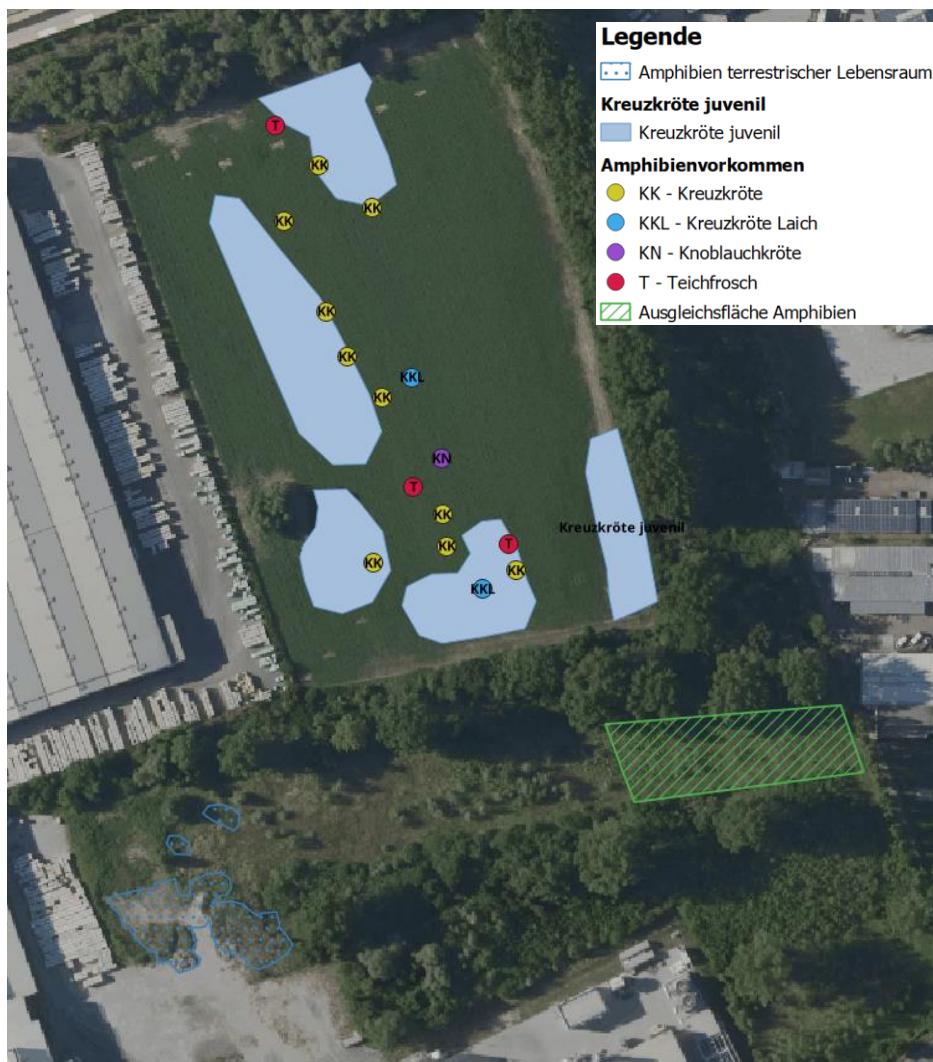 Legende
Amphibien terrestrischer Lebensraum
Kreuzkröte juvenil
Kreuzkröte juvenil
Amphibienvorkommen
KK - Kreuzkröte
KKL - Kreuzkröte Laich
KN - Knoblauchkröte
T - Teichfrosch
Ausgleichsfläche Amphibien
T
KK
KK
KK
KK
KK
KKL
KK
KN
T
KK
Kreuzkröte juvenil
T
KK
KK
KK
KKL